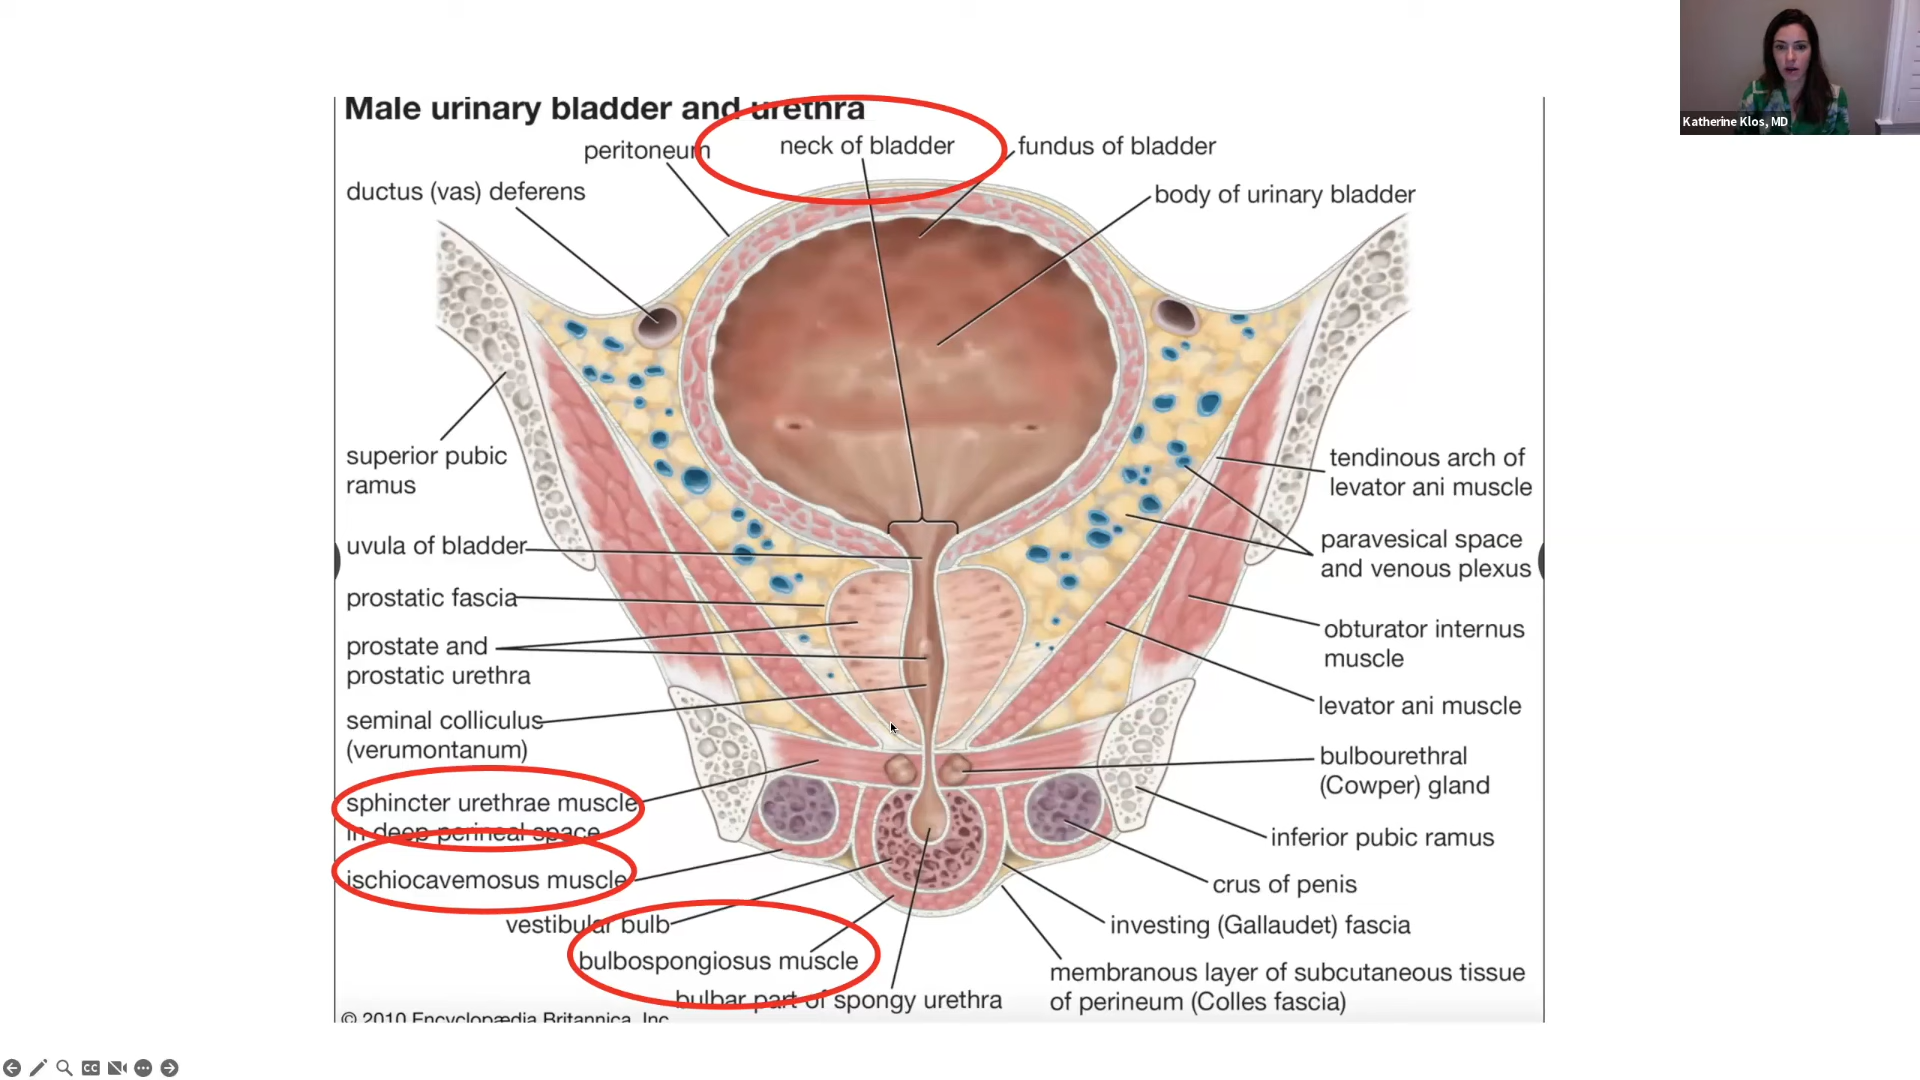 Katherine Klos, MD
Male urinary bladder and urethra
peritoneum
neck of bladder
fundus of bladder
ductus (vas) deferens
body of urinary bladder
superior pubic
ramus
tendinous arch of
levator ani muscle
uvula of bladder
paravesical space
and venous plexus
prostatic fascia
prostate and
prostatic urethra
obturator internus
muscle
seminal colliculus
(verumontanum)
levator ani muscle
bulbourethral
(Cowper) gland
sphincter urethrae muscle
in deep perineal space
inferior pubic ramus
ischiocavemosus muscle
crus of penis
vestibular bulb
investing (Gallaudet) fascia
bulbospongiosus muscle
membranous layer of subcutaneous tissue
of perineum (Colles fascia)
bulbar part of spongy urethra
© 2010 Encyclopædia Britannica, Inc.
CC